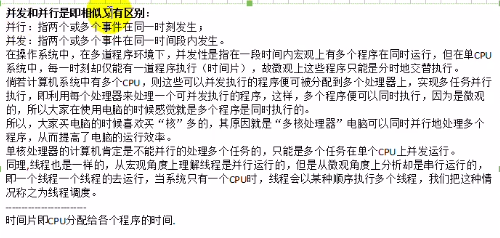 并发和并行是即相似又有区别:
并行:指两个或多个事件在同一时刻发生;
并发:指两个或多个事件在同一时间段内发生。
在操作系统中,在多道程序环境下,并发性是指在一段时间内宏观上有多个程序在同时运行,但在单CPU
系统中,每一时刻却仅能有一道程序执行(时间片),故微观上这些程序只能是分时地交替执行。
倘若计算机系统中有多个CPU,则这些可以并发执行的程序便可被分配到多个处理器上,实现多任务并行
执行,即利用每个处理器来处理一个可并发执行的程序,这样,多个程序便可以同时执行,因为是微观
的,所以大家在使用电脑的时候感觉就是多个程序是同时执行的。
所以,大家买电脑的时候喜欢买“核”多的,其原因就是“多核处理器”电脑可以同时并行地处理多个
程序,从而提高了电脑的运行效率。
单核处理器的计算机肯定是不能并行的处理多个任务的,只能是多个任务在单个CPU上并发运行。
同理,线程也是一样的,从宏观角度上理解线程是并行运行的,但是从微观角度上分析却是串行运行的,
即一个线程一个线程的去运行,当系统只有一个CPU时,线程会以某种顺序执行多个线程,我们把这种情
况称之为线程调度。
-------------------------
时间片即CPU分配给各个程序的时间.